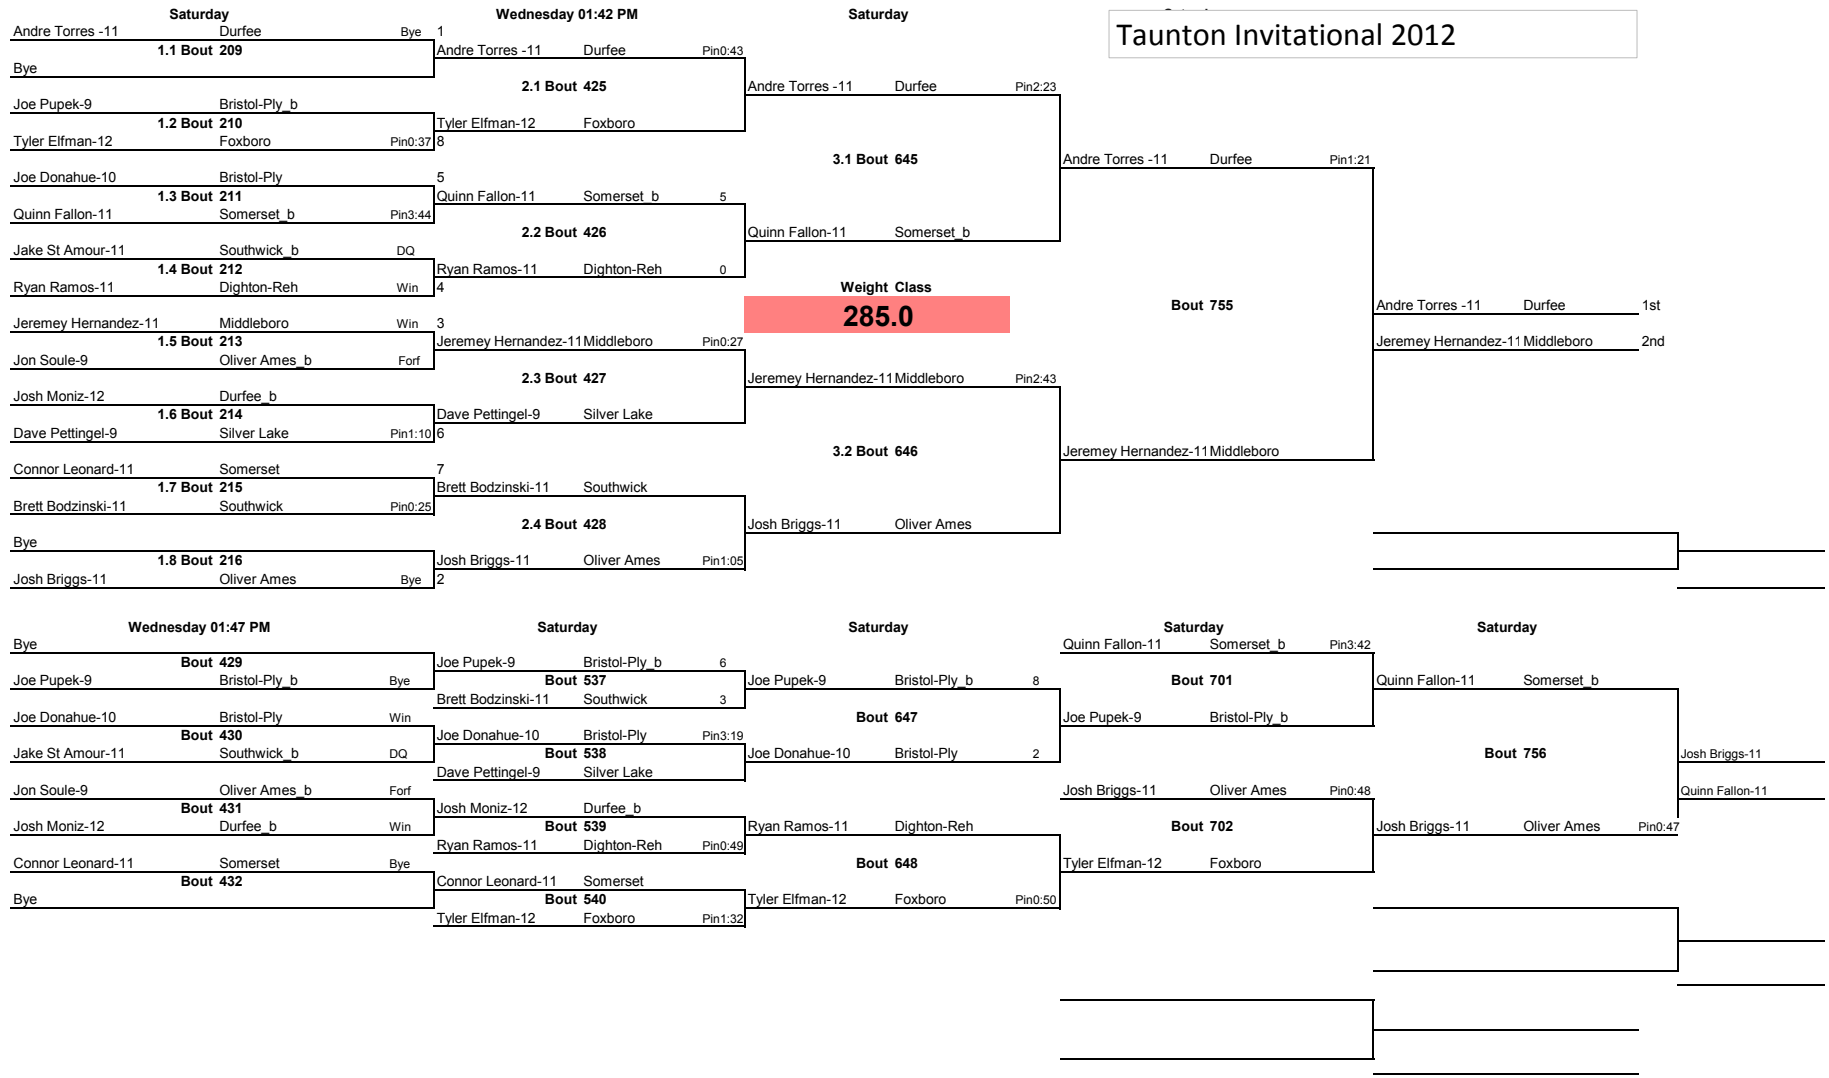 Saturday Wednesday 01:42 PM Saturday
Taunton Invitational 2012
Andre Torres -11 Durfee Bye 1
1.1 Bout 209 Andre Torres -11 Durfee Pin0:43
Bye
2.1 Bout 425 Andre Torres -11 Durfee Pin2:23
Joe Pupek-9 Bristol-Ply_b
1.2 Bout 210 Tyler Elfman-12 Foxboro
Tyler Elfman-12 Foxboro Pin0:37 8
3.1 Bout 645 Andre Torres -11 Durfee Pin1:21
Joe Donahue-10 Bristol-Ply 5
1.3 Bout 211 Quinn Fallon-11 Somerset_b 5
Quinn Fallon-11 Somerset_b Pin3:44
2.2 Bout 426 Quinn Fallon-11 Somerset_b
Jake St Amour-11 Southwick_b DQ
1.4 Bout 212 Ryan Ramos-11 Dighton-Reh 0
Ryan Ramos-11 Dighton-Reh Win 4 Weight Class
Bout 755 Andre Torres -11 Durfee 1st
285.0
Jeremey Hernandez-11 Middleboro Win 3
1.5 Bout 213 Jeremey Hernandez-11 Middleboro Pin0:27 Jeremey Hernandez-11 Middleboro 2nd
Jon Soule-9 Oliver Ames_b Forf
2.3 Bout 427 Jeremey Hernandez-11 Middleboro Pin2:43
Josh Moniz-12 Durfee_b
1.6 Bout 214 Dave Pettingel-9 Silver Lake
Dave Pettingel-9 Silver Lake Pin1:10 6
3.2 Bout 646 Jeremey Hernandez-11 Middleboro
Connor Leonard-11 Somerset 7
1.7 Bout 215 Brett Bodzinski-11 Southwick
Brett Bodzinski-11 Southwick Pin0:25
2.4 Bout 428 Josh Briggs-11 Oliver Ames
Bye
1.8 Bout 216 Josh Briggs-11 Oliver Ames Pin1:05
Josh Briggs-11 Oliver Ames Bye 2
Wednesday 01:47 PM Saturday Saturday Saturday Saturday
Bye Quinn Fallon-11 Somerset_b Pin3:42
Bout 429 Joe Pupek-9 Bristol-Ply_b 6
Joe Pupek-9 Bristol-Ply_b Bye Bout 537 Joe Pupek-9 Bristol-Ply_b 8 Bout 701 Quinn Fallon-11 Somerset_b
Brett Bodzinski-11 Southwick 3
Joe Donahue-10 Bristol-Ply Win Bout 647 Joe Pupek-9 Bristol-Ply_b
Bout 430 Joe Donahue-10 Bristol-Ply Pin3:19
Jake St Amour-11 Southwick_b DQ Bout 538 Joe Donahue-10 Bristol-Ply 2 Bout 756 Josh Briggs-11
Dave Pettingel-9 Silver Lake
Jon Soule-9 Oliver Ames_b Forf Josh Briggs-11 Oliver Ames Pin0:48 Quinn Fallon-11
Bout 431 Josh Moniz-12 Durfee_b
Josh Moniz-12 Durfee_b Win Bout 539 Ryan Ramos-11 Dighton-Reh Bout 702 Josh Briggs-11 Oliver Ames Pin0:47
Ryan Ramos-11 Dighton-Reh Pin0:49
Connor Leonard-11 Somerset Bye Bout 648 Tyler Elfman-12 Foxboro
Bout 432 Connor Leonard-11 Somerset
Bye Bout 540 Tyler Elfman-12 Foxboro Pin0:50
Tyler Elfman-12 Foxboro Pin1:32